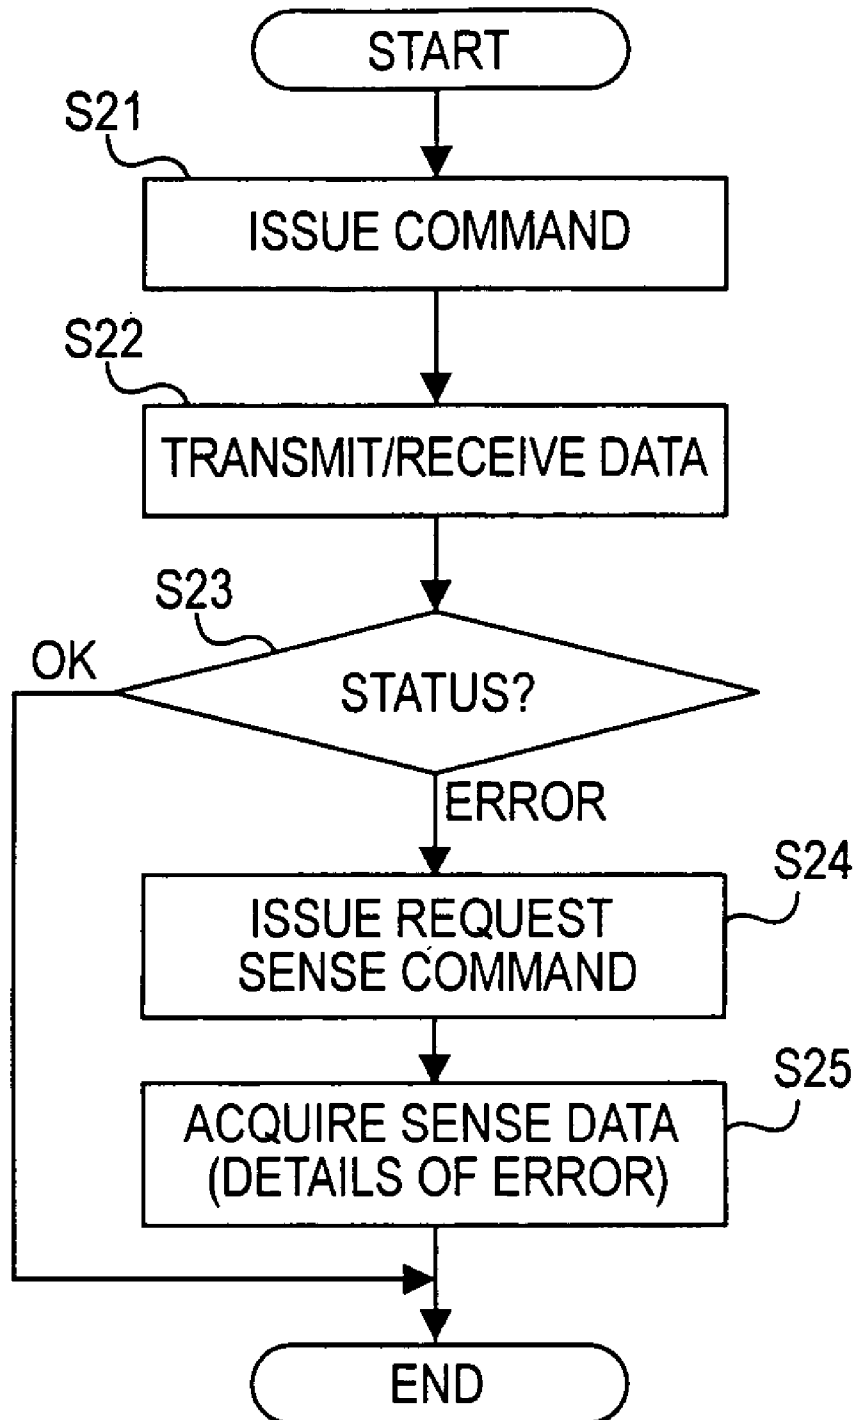 START
S21
ISSUE COMMAND
S22
TRANSMIT/RECEIVE DATA
S23
OK
STATUS?
ERROR
S24
ISSUE REQUEST
SENSE COMMAND
S25
ACQUIRE SENSE DATA
(DETAILS OF ERROR)
END